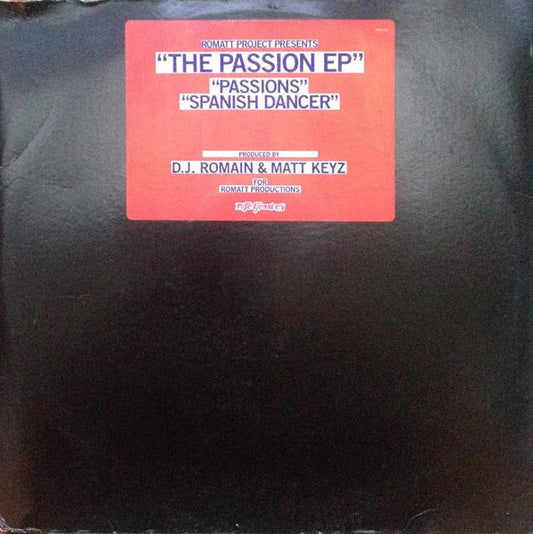 ROMATT PROJECT PRESENTS
"THE PASSION EP"
"PASSIONS"
"SPANISH DANCER"
PRODUCED BY
D.J. ROMAIN & MATT KEYZ
FOR
ROMATT PRODUCTIONS